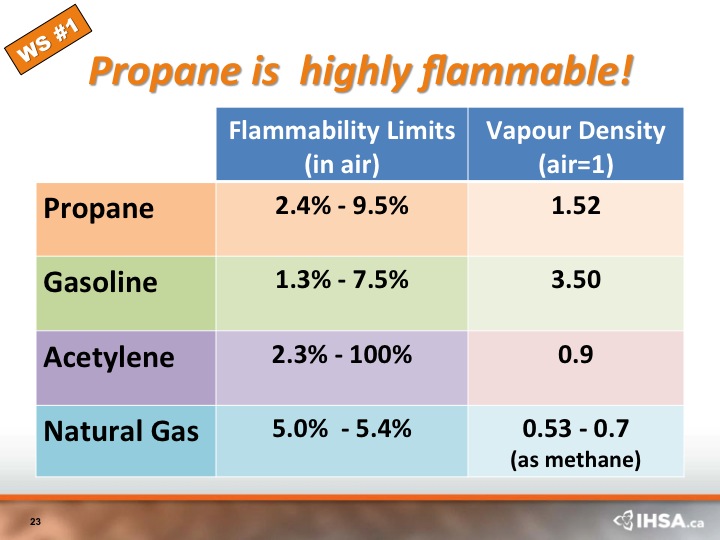 WS #1
Propane is highly flammable!
Flammability Limits (in air) Vapour Density (air=1)
Propane 2.4% - 9.5% 1.52
Gasoline 1.3% - 7.5% 3.50
Acetylene 2.3% - 100% 0.9
Natural Gas 5.0% - 5.4% 0.53 - 0.7
(as methane)
23 IHSA.ca